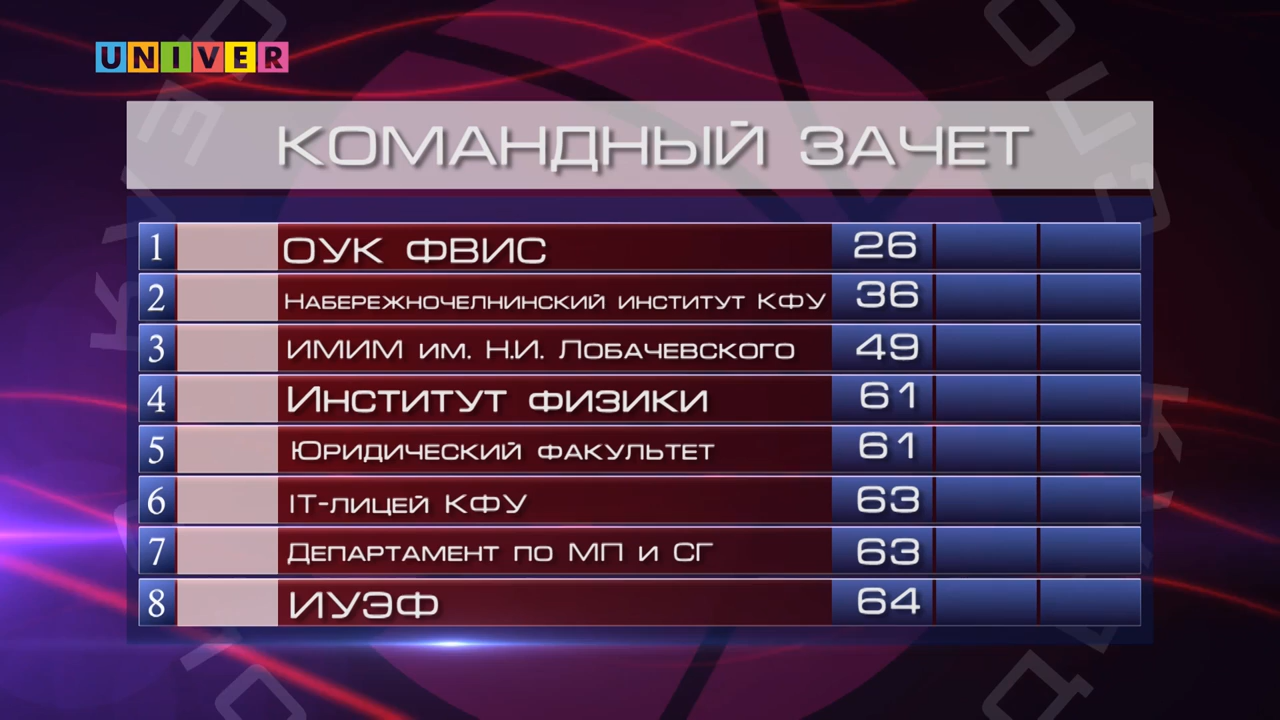 UNIVER
КОМАНДНЫЙ ЗАЧЕТ
1 ОУК ФВИС 26
2 Набережночелнинский институт КФУ 36
3 ИМИМ им. Н.И. Лобачевского 49
4 Институт физики 61
5 Юридический факультет 61
6 IT-лицей КФУ 63
7 Департамент по МП и СГ 63
8 ИУЭФ 64